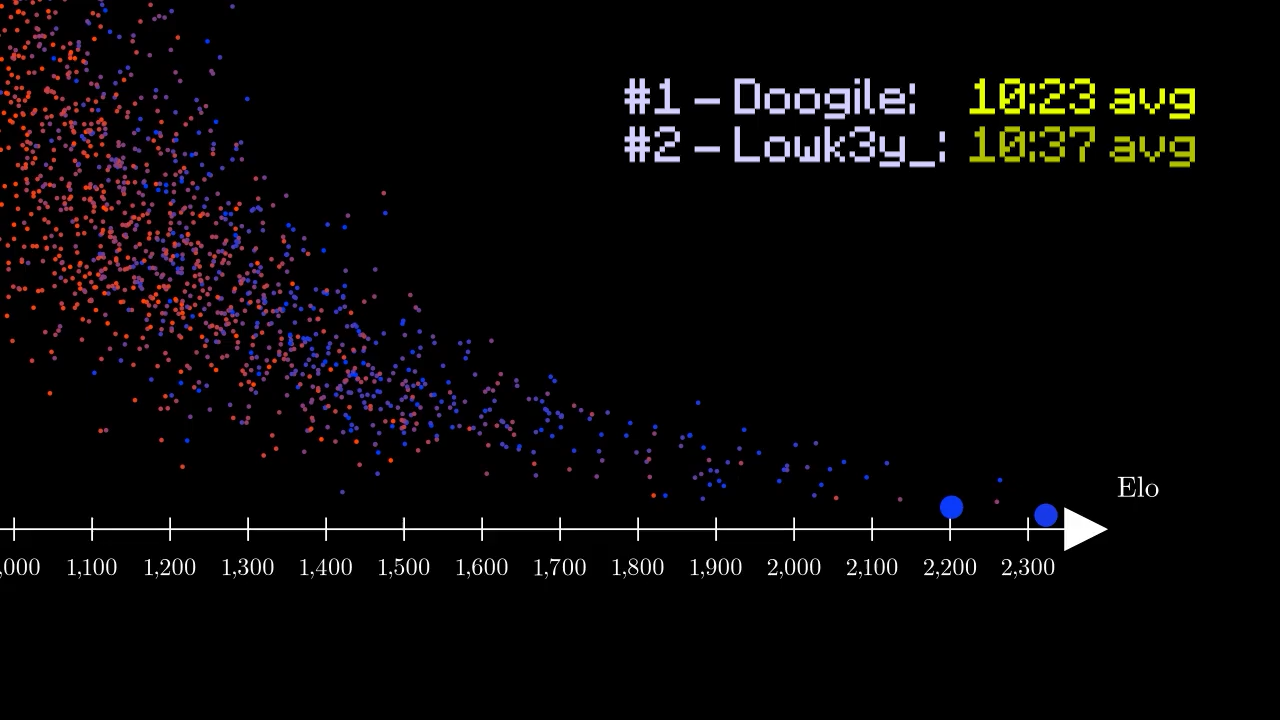 #1 – Doogile: 10:23 avg
#2 – Lowk3y_: 10:37 avg
Elo
,000 1,100 1,200 1,300 1,400 1,500 1,600 1,700 1,800 1,900 2,000 2,100 2,200 2,300